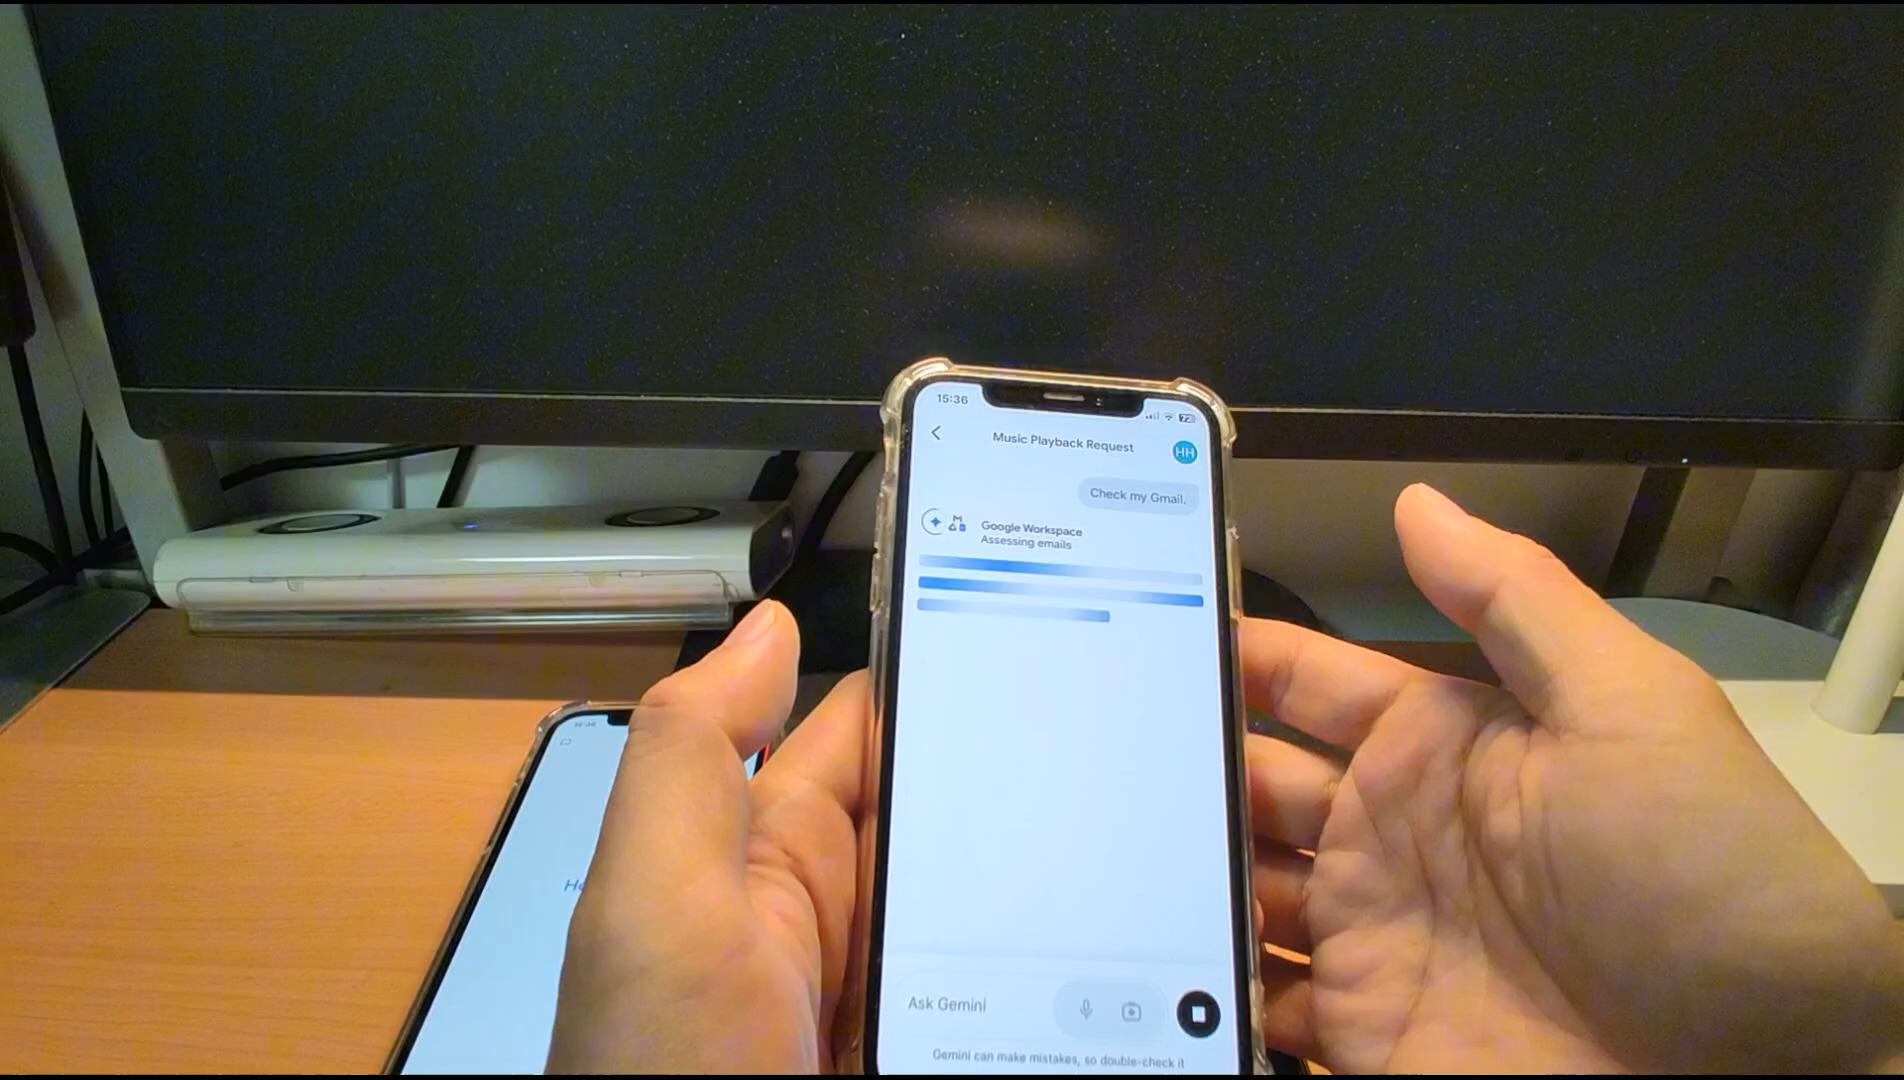 15:36
72
Music Playback Request
HH
Check my Gmail.
Google Workspace
Assessing emails
Ask Gemini
Gemini can make mistakes, so double-check it